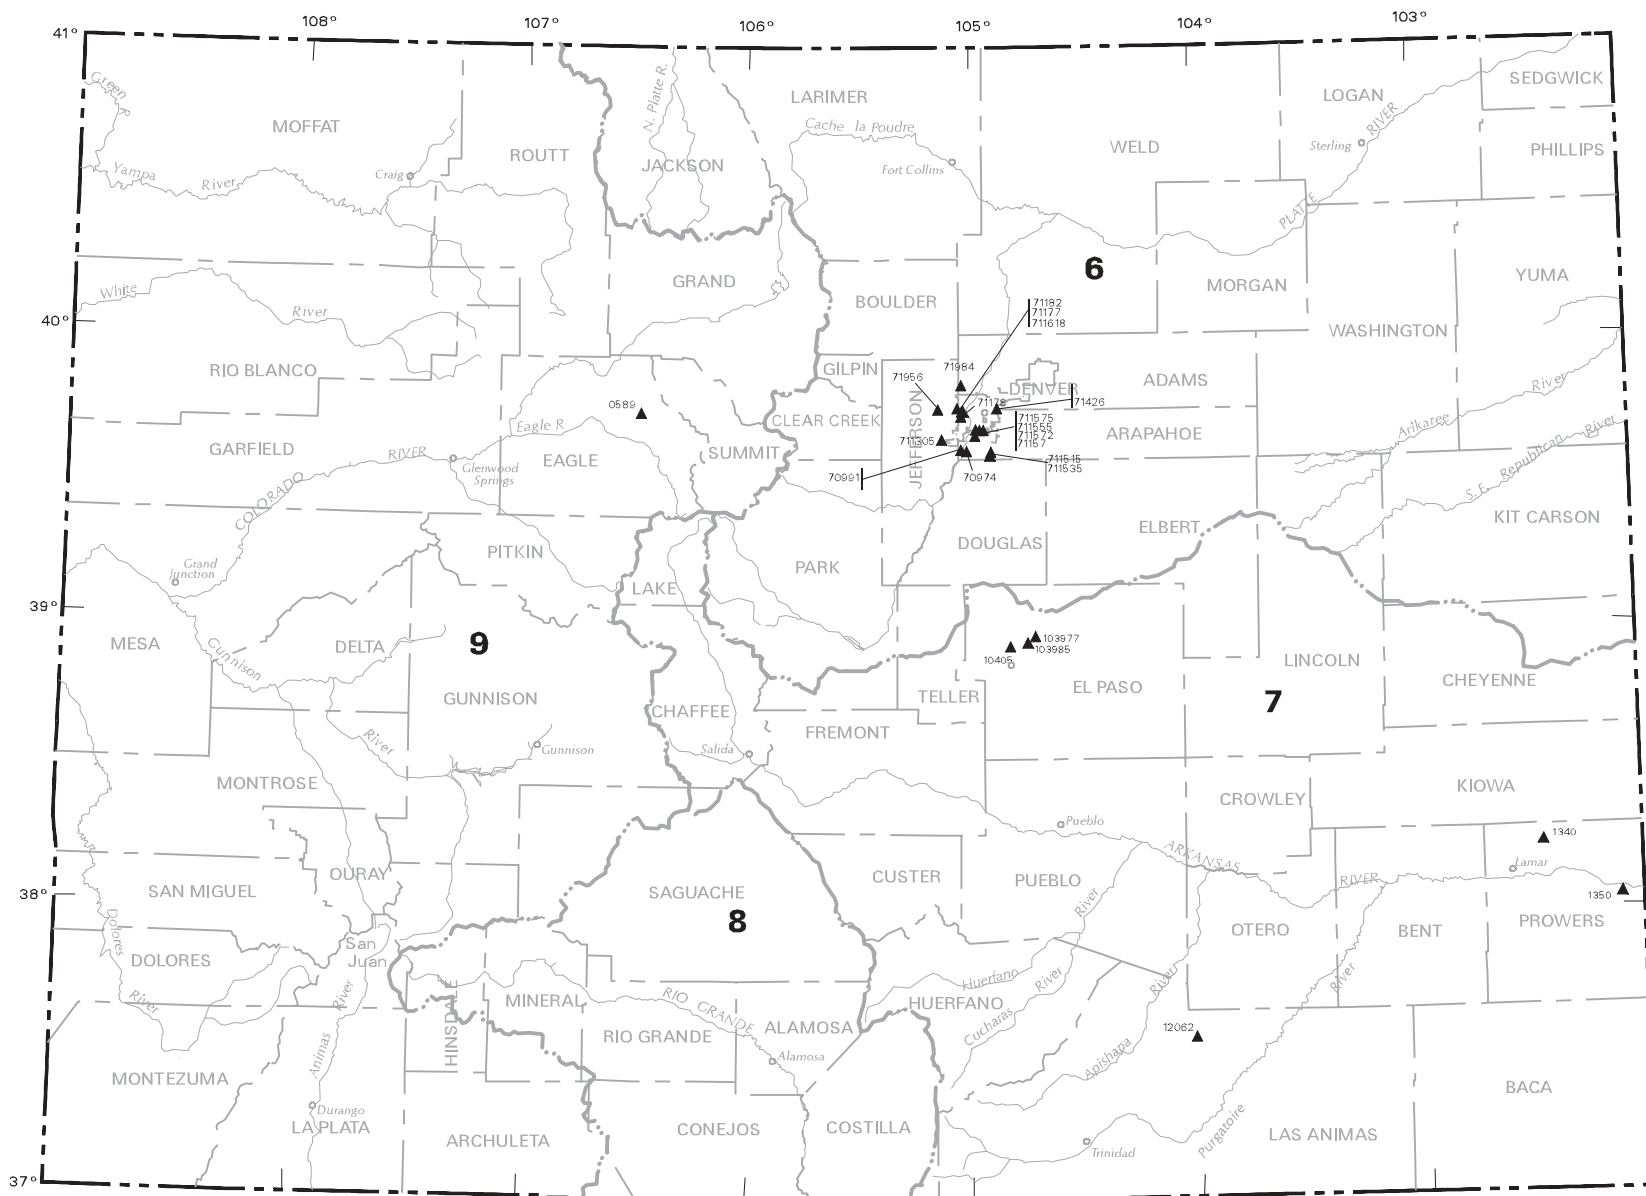 108°
107°
106°
105°
104°
103°
41°
Green R
MOFFAT
ROUTT
N. Platte R.
JACKSON
LARIMER
Cache la Poudre
Fort Collins
WELD
LOGAN
Sterling
RIVER
PLATTE
SEDGWICK
PHILLIPS
Craig
Yampa River
GRAND
BOULDER
6
MORGAN
YUMA
White River
40°
71182
71177
711618
WASHINGTON
RIO BLANCO
GILPIN
71984
71956
DENVER
ADAMS
River
0589
71178
71426
CLEAR CREEK
JEFFERSON
711575
711555
711572
71157
ARAPAHOE
Arikaree
Eagle R
711305
GARFIELD
RIVER
COLORADO
Glenwood
Springs
EAGLE
SUMMIT
70991
70974
711515
711535
S.F. Republican River
KIT CARSON
ELBERT
DOUGLAS
PITKIN
PARK
Grand
Junction
LAKE
39°
MESA
Gunnison
DELTA
9
103977
103985
10405
LINCOLN
CHEYENNE
GUNNISON
CHAFFEE
TELLER
EL PASO
7
FREMONT
River
Gunnison
Salida
MONTROSE
CROWLEY
KIOWA
Pueblo
1340
ARKANSAS
RIVER
Lamar
OURAY
38°
SAN MIGUEL
SAGUACHE
CUSTER
PUEBLO
River
1350
PROWERS
8
OTERO
BENT
Dolores
San
Juan
DOLORES
River
River
Huerfano
River
River
River
HINSDALE
MINERAL
RIO GRANDE
HUERFANO
Cucharas
RIO GRANDE
ALAMOSA
12062
Animas
Alamosa
Apishapa
MONTEZUMA
BACA
Durango
LA PLATA
ARCHULETA
CONEJOS
COSTILLA
Purgatoire
LAS ANIMAS
Trinidad
37°